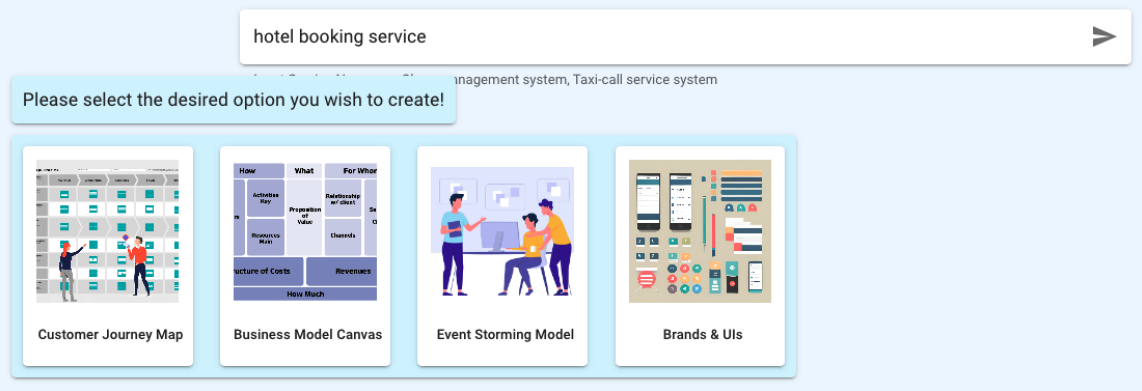 hotel booking service
nagement system, Taxi-call service system
Please select the desired option you wish to create!
How What For Whom
Activities
Key
Relationship
w/ client
Proposition
of
Value
Resources
Main
Channels
ructure of Costs Revenues
How Much
Customer Journey Map Business Model Canvas Event Storming Model Brands & UIs